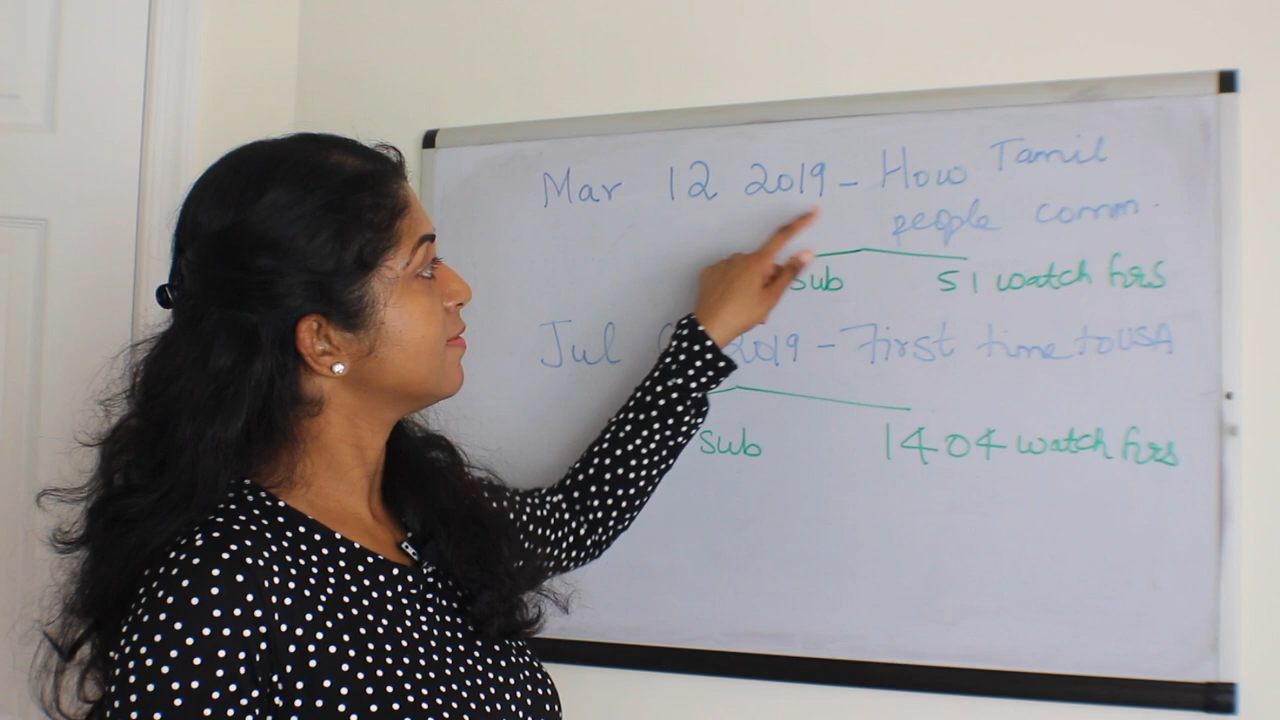 Mar 12 2019 - How Tamil
people comm.
sub 51 watch hrs
Jul 2019 - First time to USA
sub 1404 watch hrs